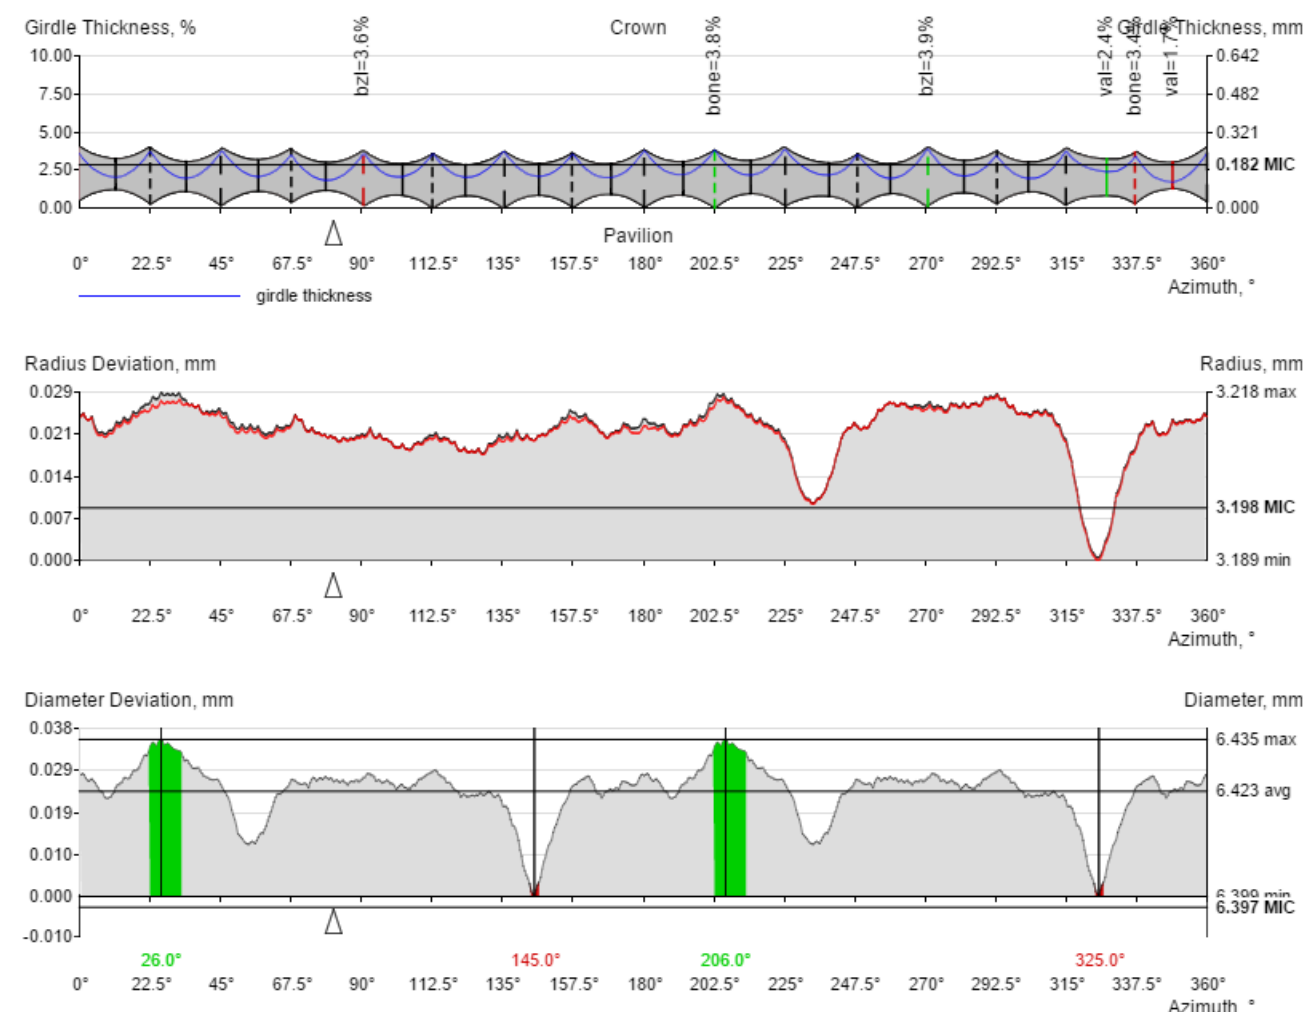 Girdle Thickness, % Crown Girdle Thickness, mm
bzl=3.6% bone=3.8% bzl=3.9% val=2.4% bone=3.4% val=1.7%
10.00 0.642
7.50 0.482
5.00 0.321
2.50 0.182 MIC
0.00 0.000
Pavilion
0° 22.5° 45° 67.5° 90° 112.5° 135° 157.5° 180° 202.5° 225° 247.5° 270° 292.5° 315° 337.5° 360°
Azimuth, °
girdle thickness
Radius Deviation, mm Radius, mm
0.029 3.218 max
0.021
0.014
0.007 3.198 MIC
0.000 3.189 min
0° 22.5° 45° 67.5° 90° 112.5° 135° 157.5° 180° 202.5° 225° 247.5° 270° 292.5° 315° 337.5° 360°
Azimuth, °
Diameter Deviation, mm Diameter, mm
0.038
6.435 max
0.029
6.423 avg
0.019
0.010
0.000 6.399 min
6.397 MIC
-0.010
26.0° 145.0° 206.0° 325.0°
0° 22.5° 45° 67.5° 90° 112.5° 135° 157.5° 180° 202.5° 225° 247.5° 270° 292.5° 315° 337.5° 360°
Azimuth, °